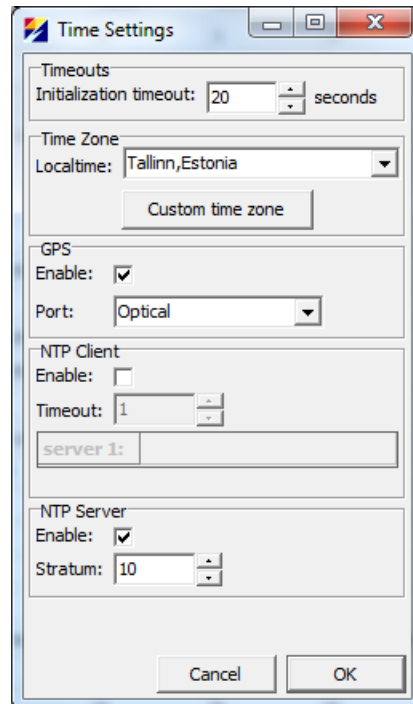 Time Settings
Timeouts
Initialization timeout: 20 seconds
Time Zone
Localtime: Tallinn,Estonia
Custom time zone
GPS
Enable:
Port: Optical
NTP Client
Enable:
Timeout: 1
server 1:
NTP Server
Enable:
Stratum: 10
Cancel OK